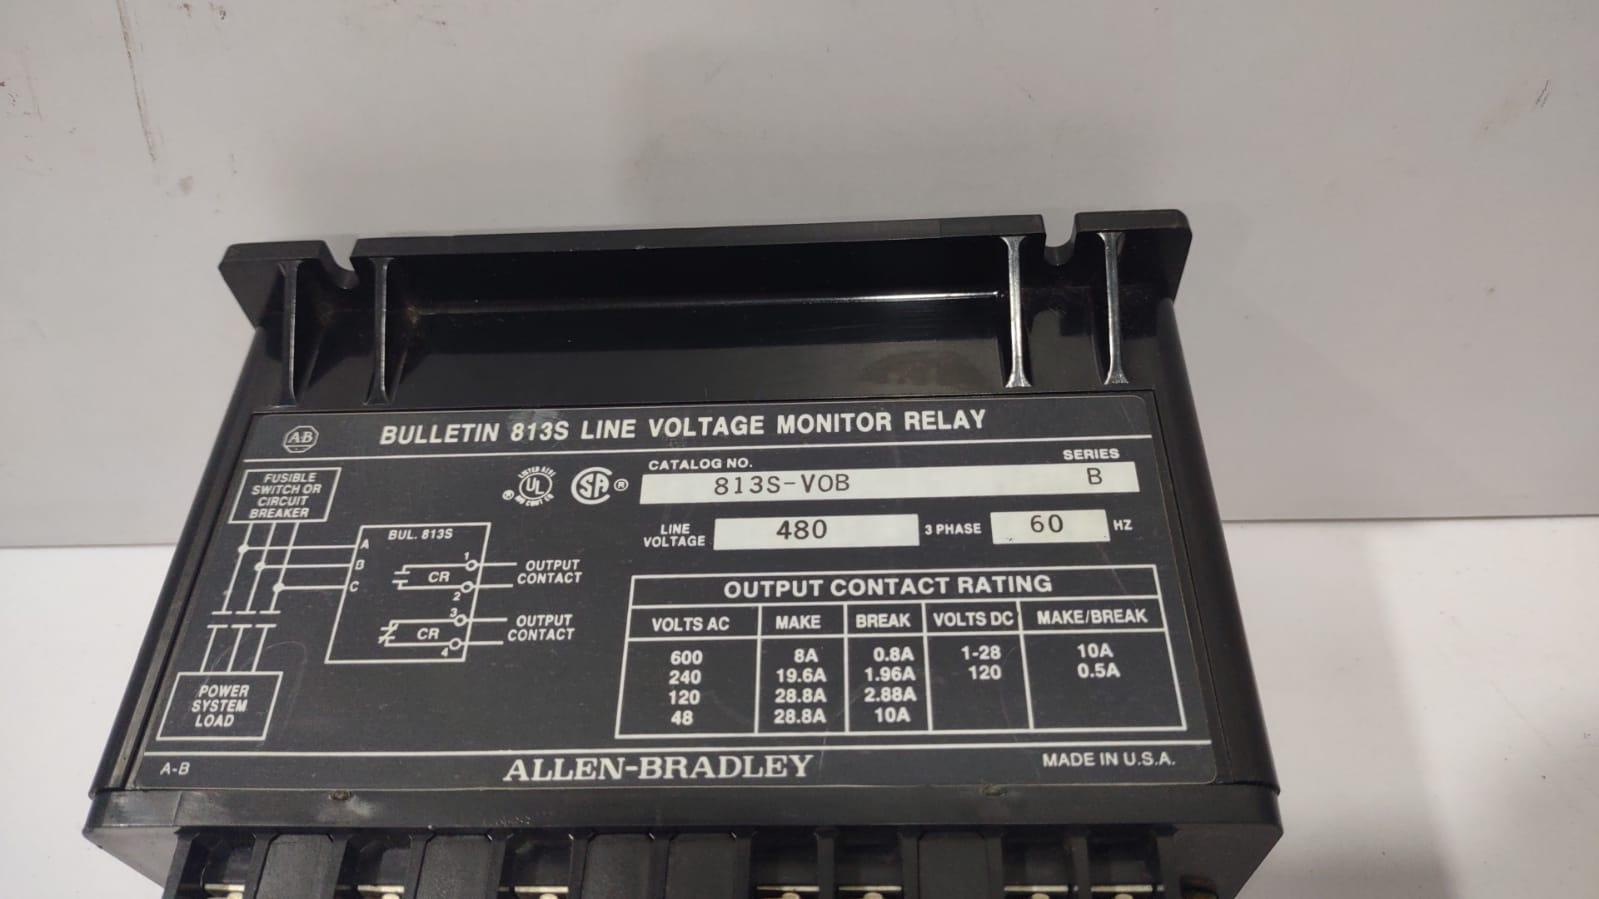 A-B
BULLETIN 813S LINE VOLTAGE MONITOR RELAY
FUSIBLE
SWITCH OR
CIRCUIT
BREAKER
BUL. 813S
A
B
C
1
CR
2
3
CR
4
OUTPUT
CONTACT
OUTPUT
CONTACT
POWER
SYSTEM
LOAD
UL
SA ®
CATALOG NO.
SERIES
813S-VOB
B
LINE
VOLTAGE
480
3 PHASE
60
HZ
OUTPUT CONTACT RATING
VOLTS AC MAKE BREAK VOLTS DC MAKE/BREAK
600 8A 0.8A 1-28 10A
240 19.6A 1.96A 120 0.5A
120 28.8A 2.88A
48 28.8A 10A
A-B
ALLEN-BRADLEY
MADE IN U.S.A.